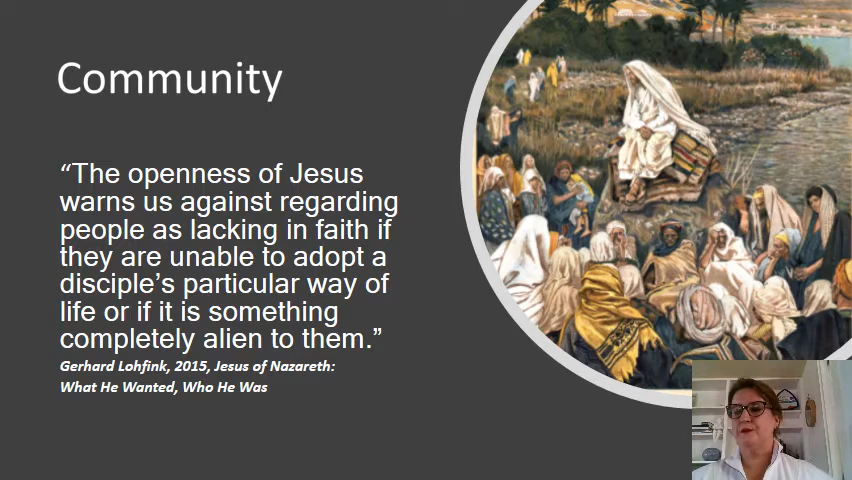 Community
“The openness of Jesus
warns us against regarding
people as lacking in faith if
they are unable to adopt a
disciple’s particular way of
life or if it is something
completely alien to them.”
Gerhard Lohfink, 2015, Jesus of Nazareth:
What He Wanted, Who He Was